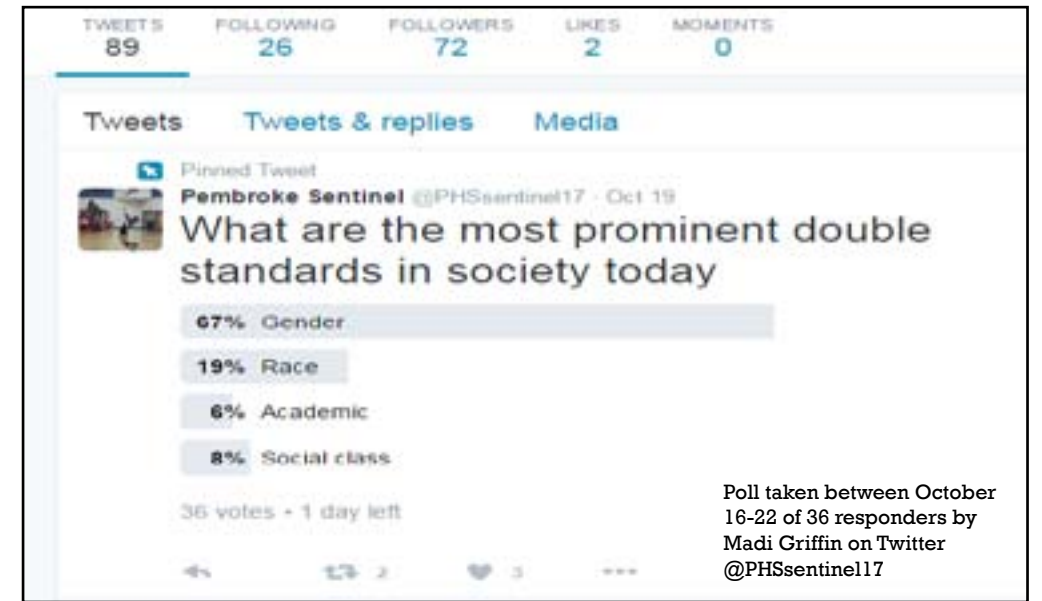 TWEETS FOLLOWING FOLLOWERS LIKES MOMENTS
89 26 72 2 0
Tweets Tweets & replies Media
Pinned Tweet
Pembroke Sentinel @PHSsentinel17 · Oct 19
What are the most prominent double
standards in society today
67% Gender
19% Race
6% Academic
8% Social class
36 votes • 1 day left
2 3
Poll taken between October
16-22 of 36 responders by
Madi Griffin on Twitter
@PHSsentinel17